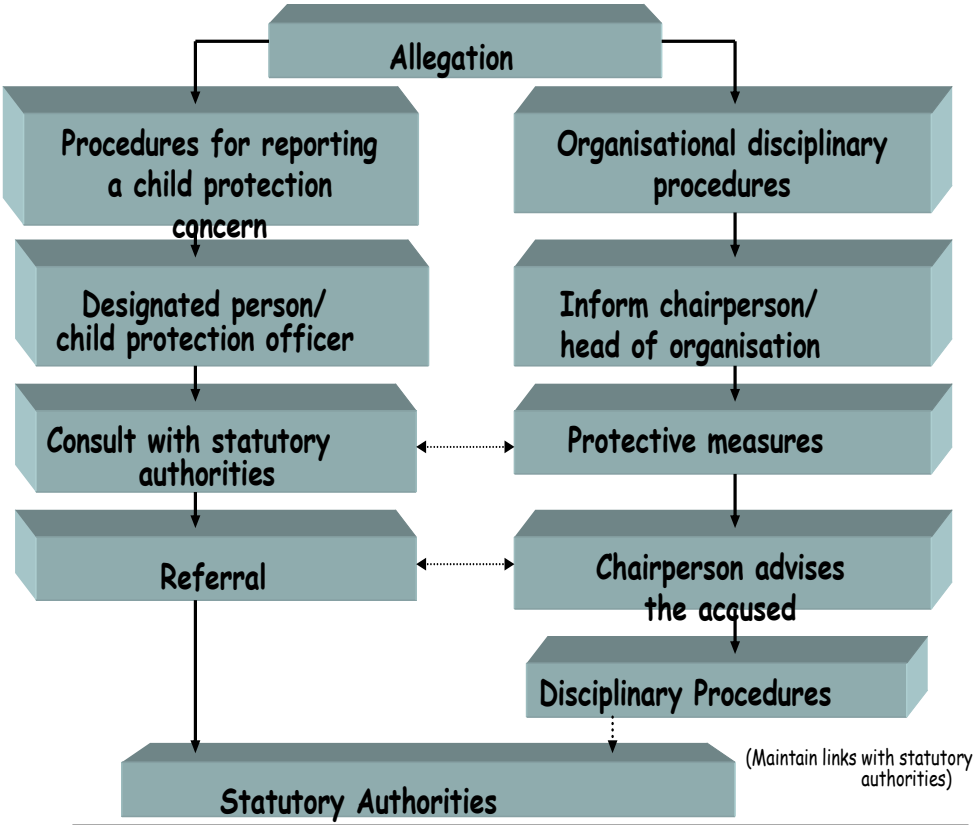 Allegation
Procedures for reporting
a child protection
concern
Organisational disciplinary
procedures
Designated person/
child protection officer
Inform chairperson/
head of organisation
Consult with statutory
authorities
Protective measures
Referral
Chairperson advises
the accused
Disciplinary Procedures
(Maintain links with statutory
authorities)
Statutory Authorities